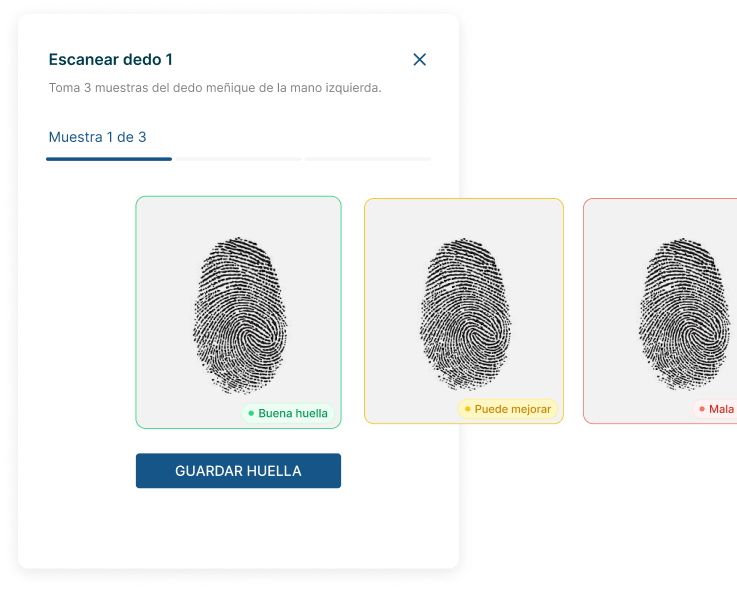 Escanear dedo 1
Toma 3 muestras del dedo meñique de la mano izquierda.
Muestra 1 de 3
Buena huella
Puede mejorar
Mala
GUARDAR HUELLA